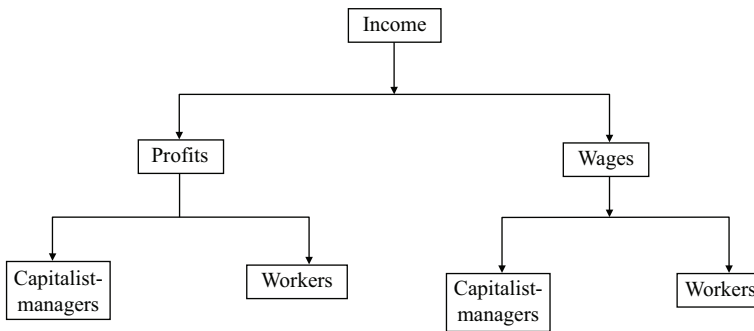 Income
Profits
Wages
Capitalist-
managers
Workers
Capitalist-
managers
Workers